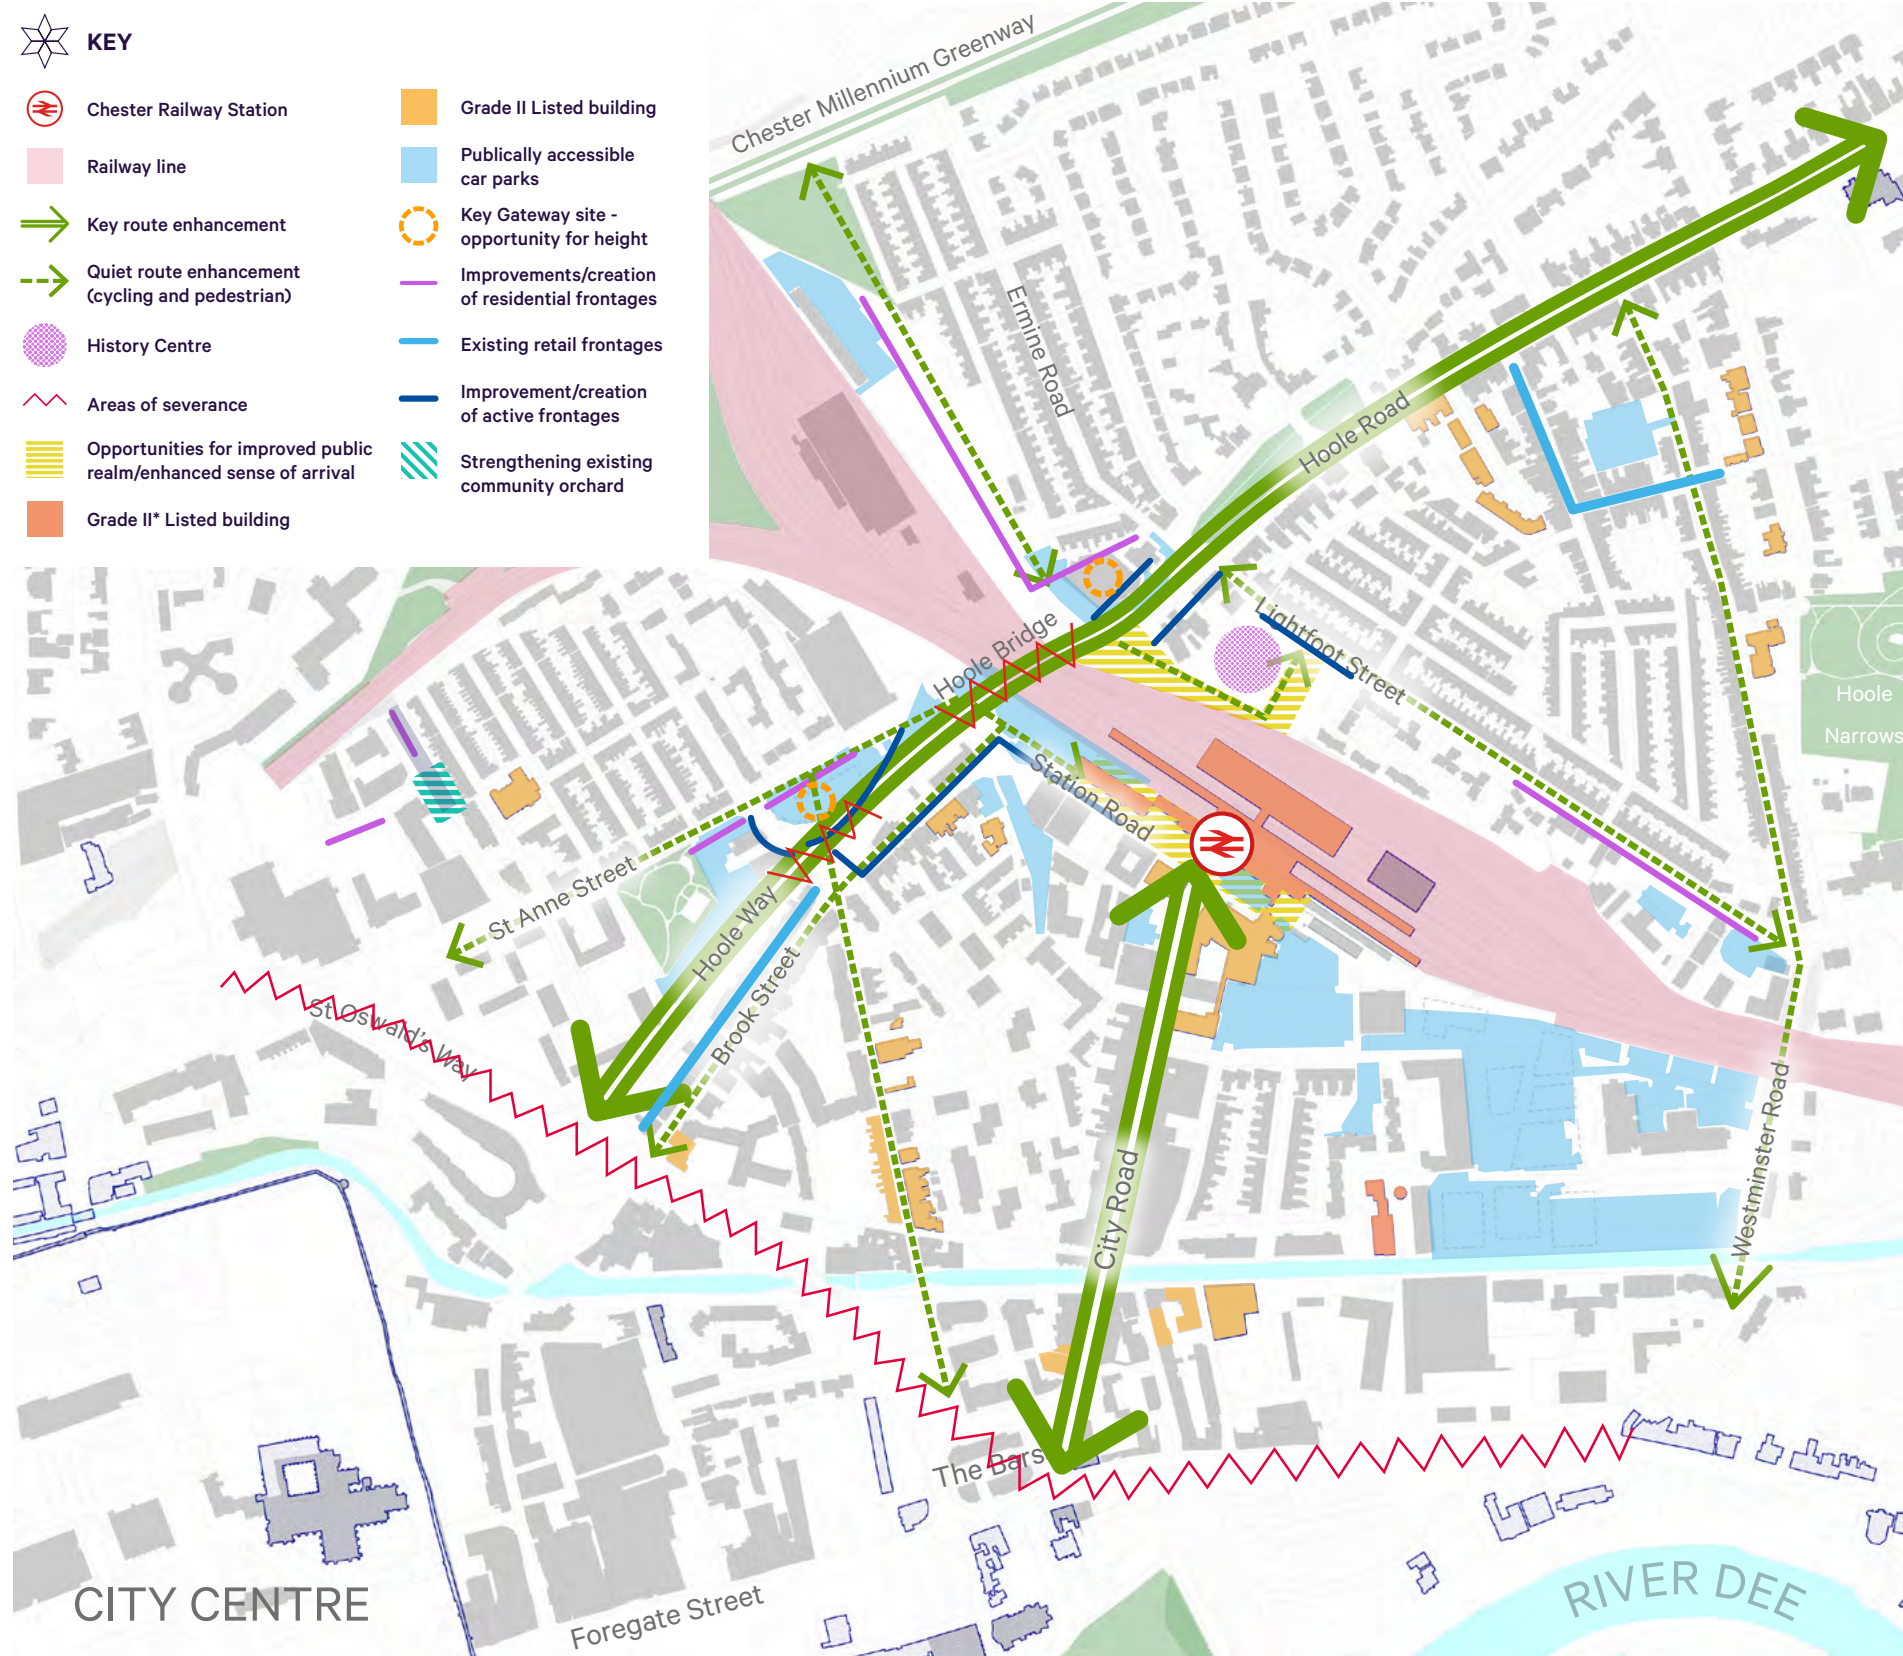 KEY
Chester Railway Station
Railway line
Key route enhancement
Quiet route enhancement
(cycling and pedestrian)
History Centre
Areas of severance
Opportunities for improved public
realm/enhanced sense of arrival
Grade II* Listed building
Grade II Listed building
Publically accessible
car parks
Key Gateway site -
opportunity for height
Improvements/creation
of residential frontages
Existing retail frontages
Improvement/creation
of active frontages
Strengthening existing
community orchard
Chester Millennium Greenway
Ermine Road
Hoole Road
Hoole Bridge
Lightfoot Street
Hoole
Narrows
Station Road
St Anne Street
Hoole Way
Brook Street
St Oswald's Way
City Road
Westminster Road
The Bars
CITY CENTRE
Foregate Street
RIVER DEE